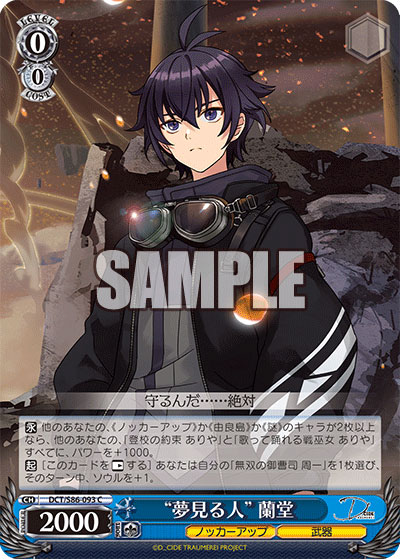 LEVEL
0
0
COST
SAMPLE
守るんだ……絶対
永 他のあなたの、《ノッカーアップ》か《由良島》か《謎》のキャラが2枚以上
なら、他のあなたの、「登校の約束 ありや」と「歌って踊れる戦巫女 ありや」
すべてに、パワーを+1000。
起 [このカードを する] あなたは自分の「無双の御曹司 周一」を1枚選び、
そのターン中、ソウルを+1。
CH DCT/S86-093 C
2000
“夢見る人” 蘭堂
ノッカーアップ 武器
©D_CIDE TRAUMEREI PROJECT